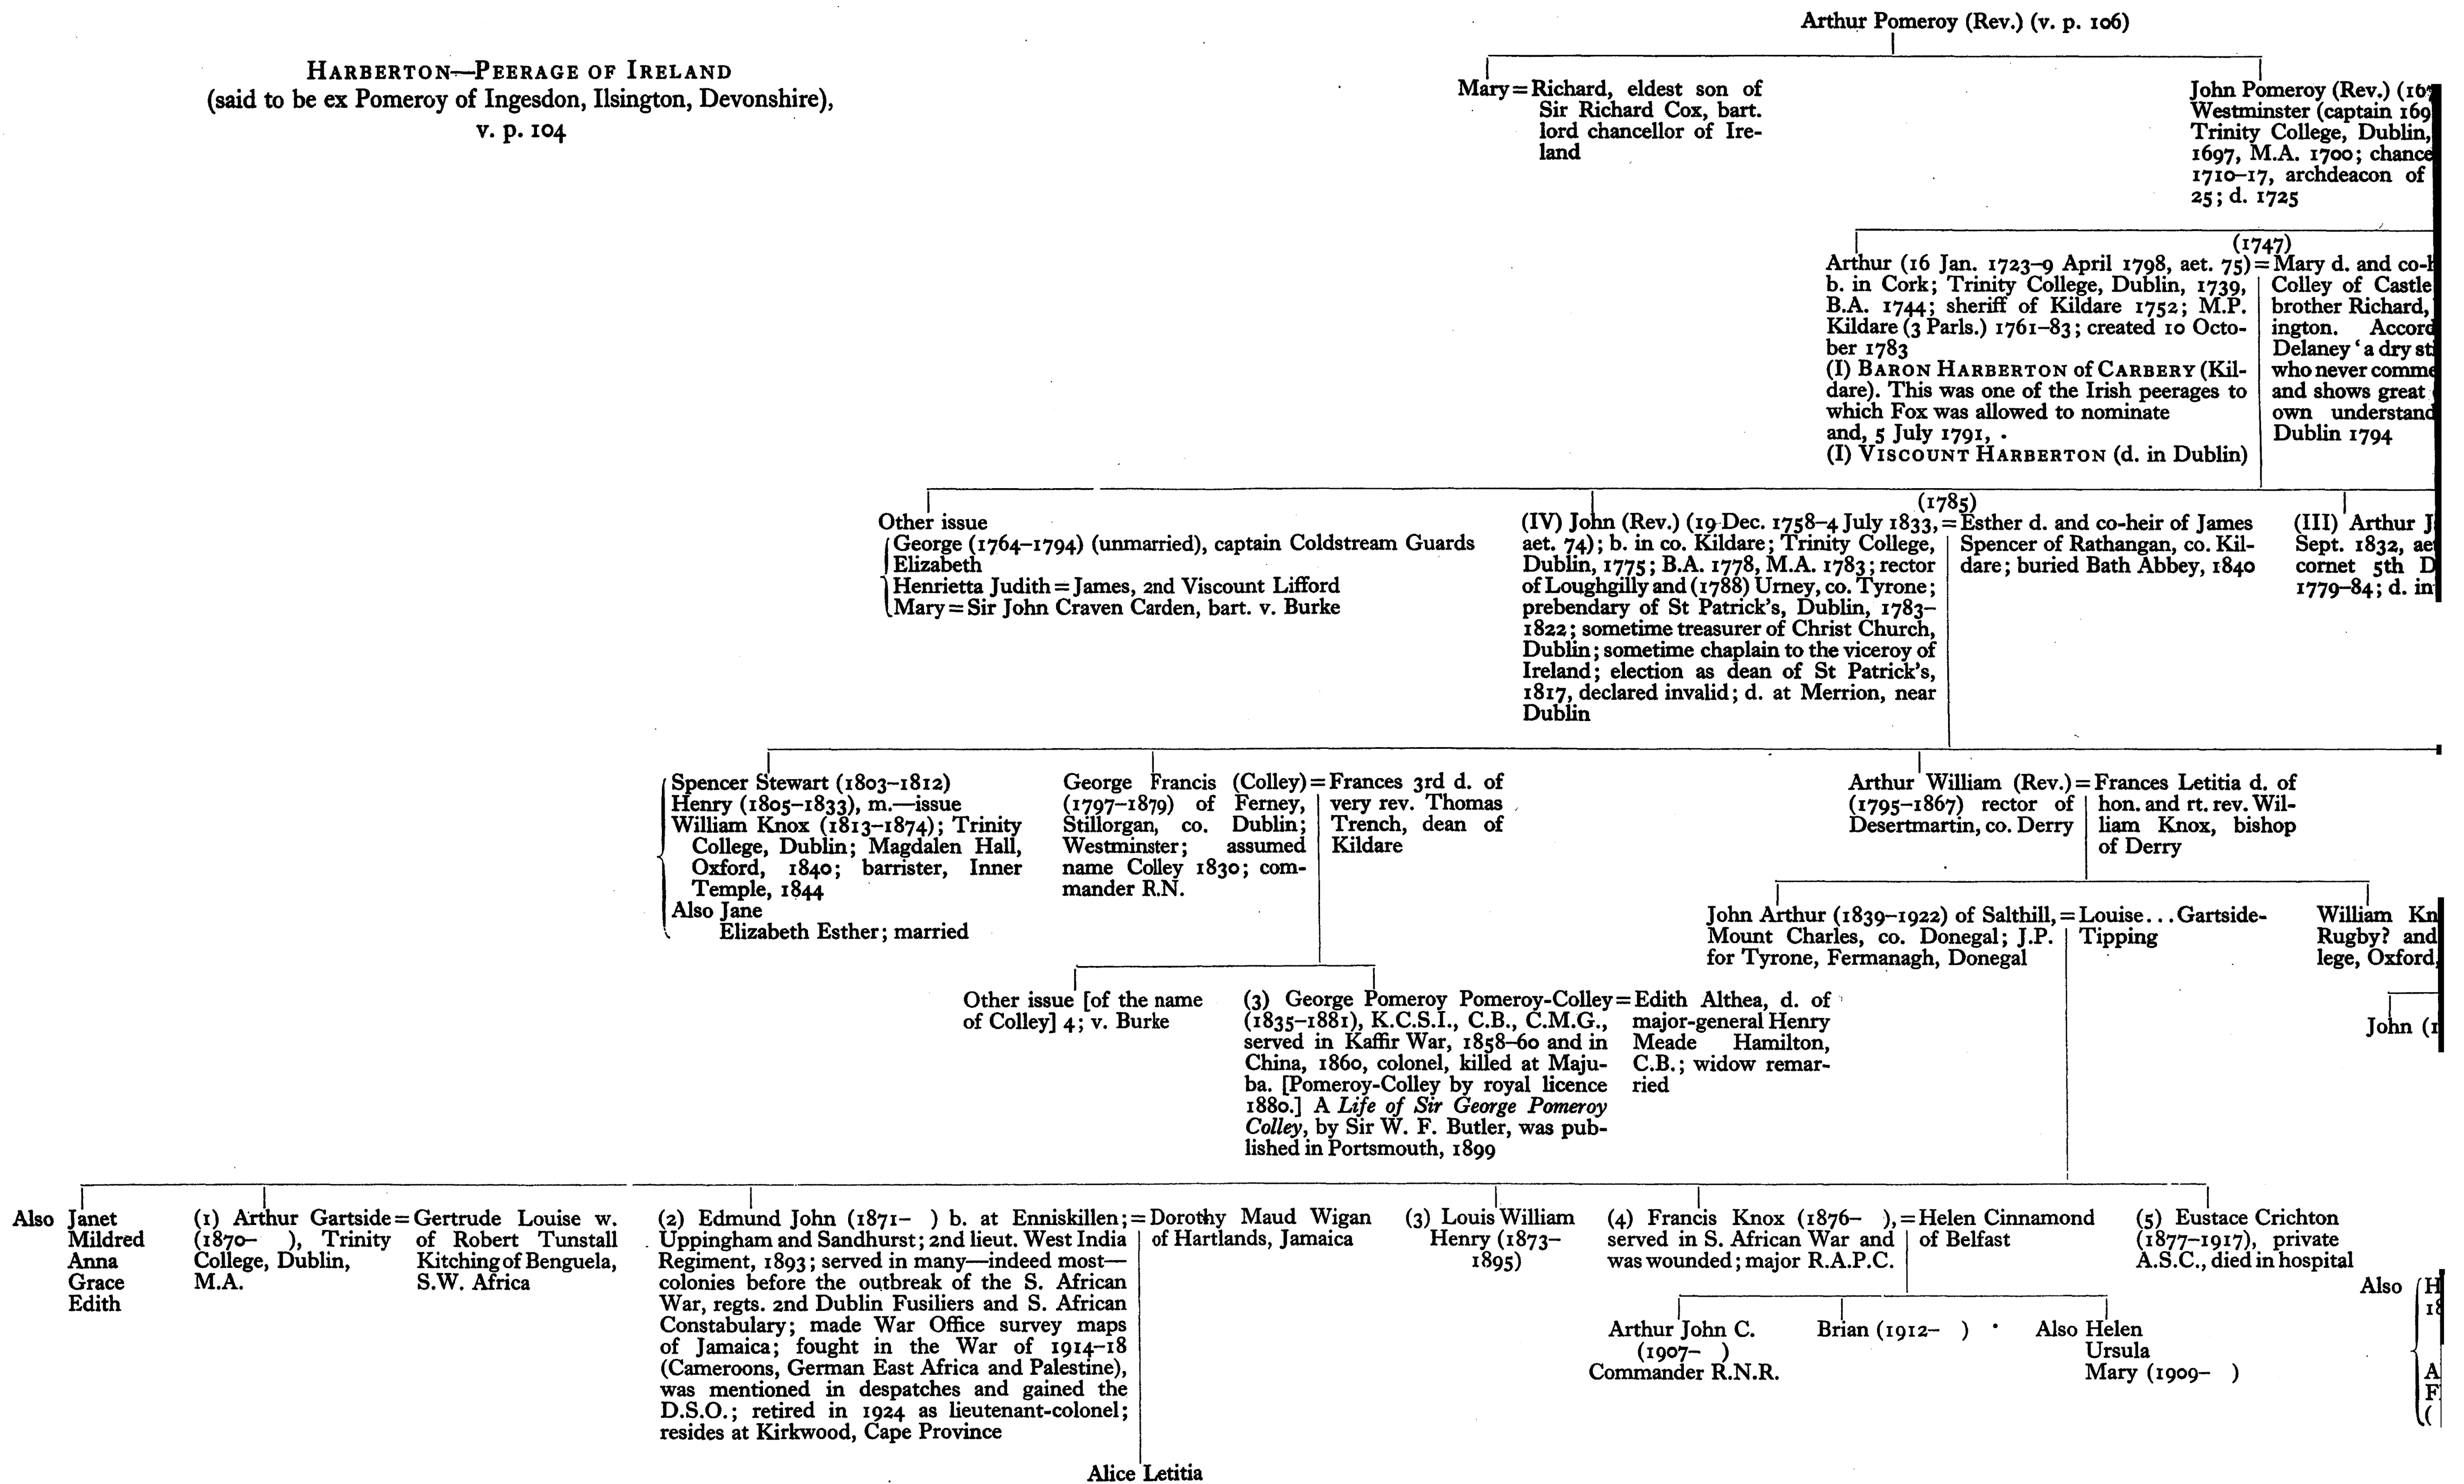 Arthur Pomeroy (Rev.) (v. p. 106)
HARBERTON—PEERAGE OF IRELAND
(said to be ex Pomeroy of Ingesdon, Ilsington, Devonshire),
v. p. 104
Mary=Richard, eldest son of
Sir Richard Cox, bart.
lord chancellor of Ire-
land
John Pomeroy (Rev.)
Westminster (captain
Trinity College, Dublin,
1697, M.A. 1700;
1710–17, archdeacon of
25; d. 1725
(1747)
Arthur (16 Jan. 1723–9 April 1798, aet. 75)=
b. in Cork; Trinity College, Dublin, 1739,
B.A. 1744; sheriff of Kildare 1752; M.P.
Kildare (3 Parls.) 1761–83; created 10 Octo-
ber 1783
(I) BARON HARBERTON of CARBERY (Kil-
dare). This was one of the Irish peerages to
which Fox was allowed to nominate
and, 5 July 1791,
(I) VISCOUNT HARBERTON (d. in Dublin)
Mary d. and
Colley of Castle
brother Richard,
ington.
Delaney ‘a dry
who never
and shows great
own
Dublin 1794
Other issue
George (1764–1794) (unmarried), captain Coldstream Guards
Elizabeth
Henrietta Judith=James, 2nd Viscount Lifford
Mary=Sir John Craven Carden, bart. v. Burke
(1785)
(IV) John (Rev.) (19 Dec. 1758–4 July 1833,=
aet. 74); b. in co. Kildare; Trinity College,
Dublin, 1775; B.A. 1778, M.A. 1783; rector
of Loughgilly and (1788) Urney, co. Tyrone;
prebendary of St Patrick's, Dublin, 1783–
1822; sometime treasurer of Christ Church,
Dublin; sometime chaplain to the viceroy of
Ireland; election as dean of St Patrick's,
1817, declared invalid; d. at Merrion, near
Dublin
Esther d. and co-heir of James
Spencer of Rathangan, co. Kil-
dare; buried Bath Abbey, 1840
(III) Arthur
Sept. 1832,
cornet 5th
1779–84; d. in
Spencer Stewart (1803–1812)
Henry (1805–1833), m.—issue
William Knox (1813–1874); Trinity
College, Dublin; Magdalen Hall,
Oxford, 1840; barrister, Inner
Temple, 1844
Also Jane
Elizabeth Esther; married
George Francis (Colley)=
(1797–1879) of Ferney,
Stillorgan, co. Dublin;
Westminster; assumed
name Colley 1830; com-
mander R.N.
Frances 3rd d. of
very rev. Thomas
Trench, dean of
Kildare
Arthur William (Rev.)=
(1795–1867) rector of
Desertmartin, co. Derry
Frances Letitia d. of
hon. and rt. rev. Wil-
liam Knox, bishop
of Derry
John Arthur (1839–1922) of Salthill,=
Mount Charles, co. Donegal; J.P.
for Tyrone, Fermanagh, Donegal
Louise...Gartside-
Tipping
William
Rugby? and
lege, Oxford,
John
Other issue [of the name
of Colley] 4; v. Burke
(3) George Pomeroy Pomeroy-Colley=
(1835–1881), K.C.S.I., C.B., C.M.G.,
served in Kaffir War, 1858–60 and in
China, 1860, colonel, killed at Maju-
ba. [Pomeroy-Colley by royal licence
1880.] A Life of Sir George Pomeroy
Colley, by Sir W. F. Butler, was pub-
lished in Portsmouth, 1899
Edith Althea, d. of
major-general Henry
Meade Hamilton,
C.B.; widow remar-
ried
Also Janet
Mildred
Anna
Grace
Edith
(1) Arthur Gartside=
(1870– ), Trinity
College, Dublin,
M.A.
Gertrude Louise w.
of Robert Tunstall
Kitching of Benguela,
S.W. Africa
(2) Edmund John (1871– ) b. at Enniskillen;=
Uppingham and Sandhurst; 2nd lieut. West India
Regiment, 1893; served in many—indeed most—
colonies before the outbreak of the S. African
War, regts. 2nd Dublin Fusiliers and S. African
Constabulary; made War Office survey maps
of Jamaica; fought in the War of 1914–18
(Cameroons, German East Africa and Palestine),
was mentioned in despatches and gained the
D.S.O.; retired in 1924 as lieutenant-colonel;
resides at Kirkwood, Cape Province
Dorothy Maud Wigan
of Hartlands, Jamaica
Alice Letitia
(3) Louis William
Henry (1873–
1895)
(4) Francis Knox (1876– ),=
served in S. African War and
was wounded; major R.A.P.C.
Helen Cinnamond
of Belfast
(5) Eustace Crichton
(1877–1917), private
A.S.C., died in hospital
Arthur John C.
(1907– )
Commander R.N.R.
Brian (1912– )
Also Helen
Ursula
Mary (1909– )
Also